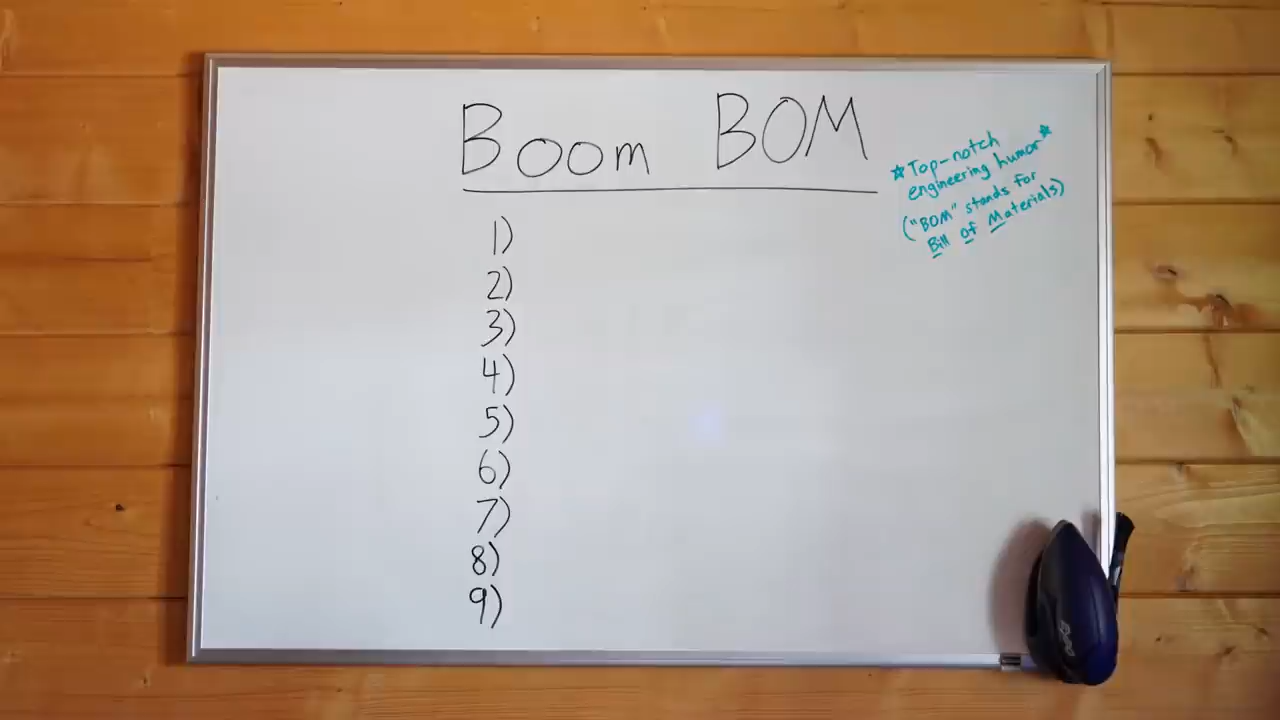 Boom BOM
*Top-notch
engineering humor*
("BOM" stands for
Bill of Materials)
1)
2)
3)
4)
5)
6)
7)
8)
9)